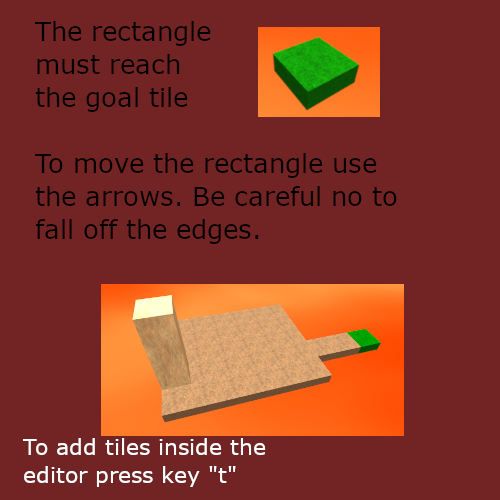 The rectangle
must reach
the goal tile
To move the rectangle use
the arrows. Be careful no to
fall off the edges.
To add tiles inside the
editor press key "t"